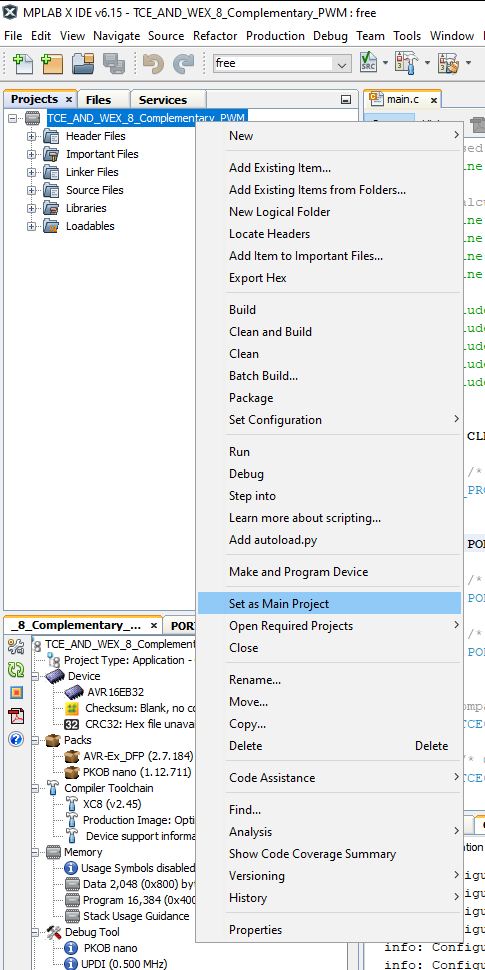 MPLAB X IDE v6.15 - TCE_AND_WEX_8_Complementary_PWM : free
File Edit View Navigate Source Refactor Production Debug Team Tools Window
free
Projects × Files Services
main.c ×
TCE_AND_WEX_8_Complementary_PWM
Header Files
Important Files
Linker Files
Source Files
Libraries
Loadables
New
Add Existing Item...
Add Existing Items from Folders...
New Logical Folder
Locate Headers
Add Item to Important Files...
Export Hex
Build
Clean and Build
Clean
Batch Build...
Package
Set Configuration
Run
Debug
Step into
Learn more about scripting...
Add autoload.py
Make and Program Device
Set as Main Project
Open Required Projects
Close
Rename...
Move...
Copy...
Delete Delete
Code Assistance
Find...
Analysis
Show Code Coverage Summary
Versioning
History
Properties
_8_Complementary_... × POR
TCE_AND_WEX_8_Complement
Project Type: Application -
Device
AVR16EB32
Checksum: Blank, no co
CRC32: Hex file unava
Packs
AVR-Ex_DFP (2.7.184)
PKOB nano (1.12.711)
Compiler Toolchain
XC8 (v2.45)
Production Image: Opti
Device support informa
Memory
Usage Symbols disabled
Data 2,048 (0x800) by
Program 16,384 (0x400
Stack Usage Guidance
Debug Tool
PKOB nano
UPDI (0.500 MHz)
info: Configu